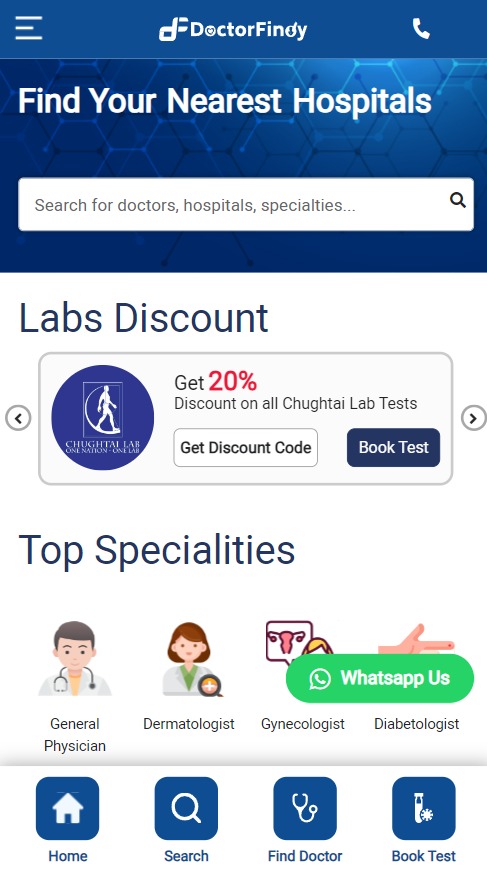 DoctorFindy
Find Your Nearest Hospitals
Search for doctors, hospitals, specialties...
Labs Discount
Get 20%
Discount on all Chughtai Lab Tests
CHUGHTAI LAB
ONE NATION - ONE LAB
Get Discount Code
Book Test
Top Specialities
Whatsapp Us
General
Physician
Dermatologist
Gynecologist
Diabetologist
Home
Search
Find Doctor
Book Test